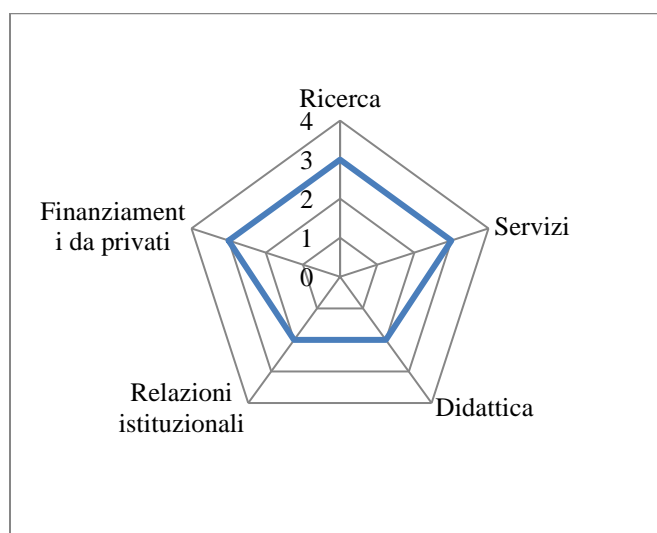 Ricerca
4
3
2
1
0
Servizi
Didattica
Relazioni
istituzionali
Finanziament
i da privati